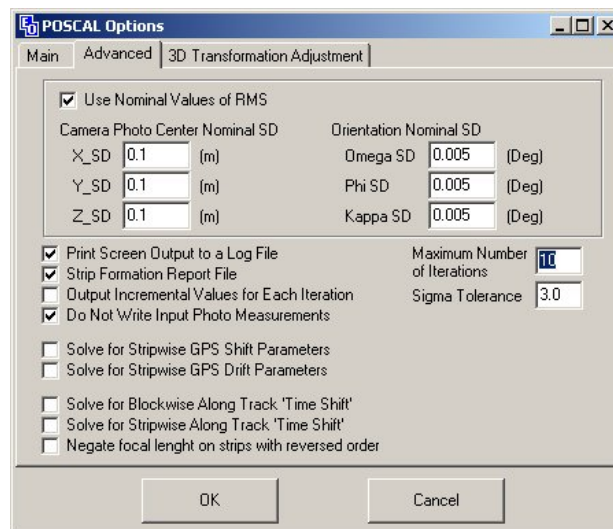 EO POSCAL Options
Main Advanced 3D Transformation Adjustment
Use Nominal Values of RMS
Camera Photo Center Nominal SD Orientation Nominal SD
X_SD 0.1 (m) Omega SD 0.005 (Deg)
Y_SD 0.1 (m) Phi SD 0.005 (Deg)
Z_SD 0.1 (m) Kappa SD 0.005 (Deg)
Print Screen Output to a Log File
Strip Formation Report File
Output Incremental Values for Each Iteration
Do Not Write Input Photo Measurements
Maximum Number
of Iterations 10
Sigma Tolerance 3.0
Solve for Stripwise GPS Shift Parameters
Solve for Stripwise GPS Drift Parameters
Solve for Blockwise Along Track 'Time Shift'
Solve for Stripwise Along Track 'Time Shift'
Negate focal lenght on strips with reversed order
OK Cancel